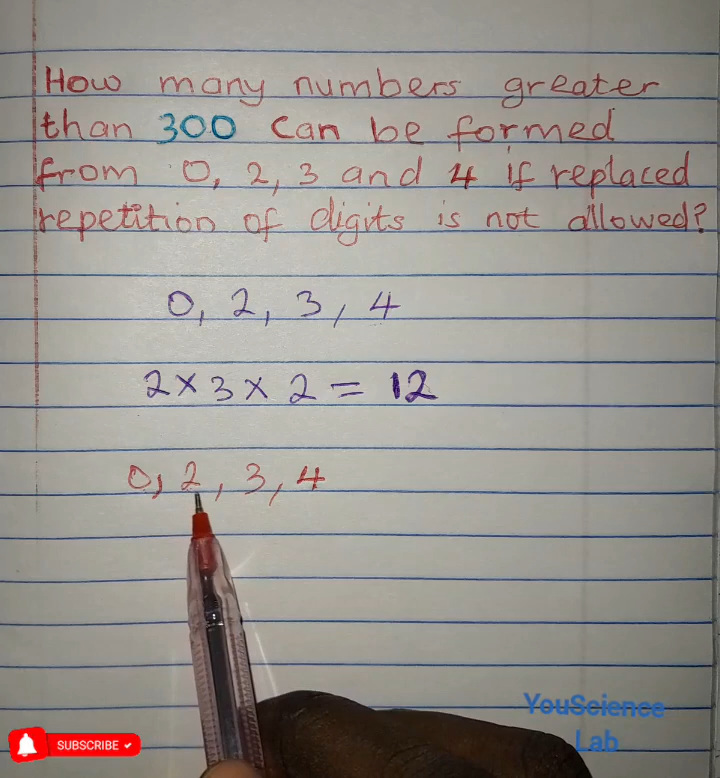 How many numbers greater
than 300 can be formed
from 0, 2, 3 and 4 if replaced
repetition of digits is not allowed?
0, 2, 3, 4
2 × 3 × 2 = 12
0, 2, 3, 4
YouScience
Lab
SUBSCRIBE